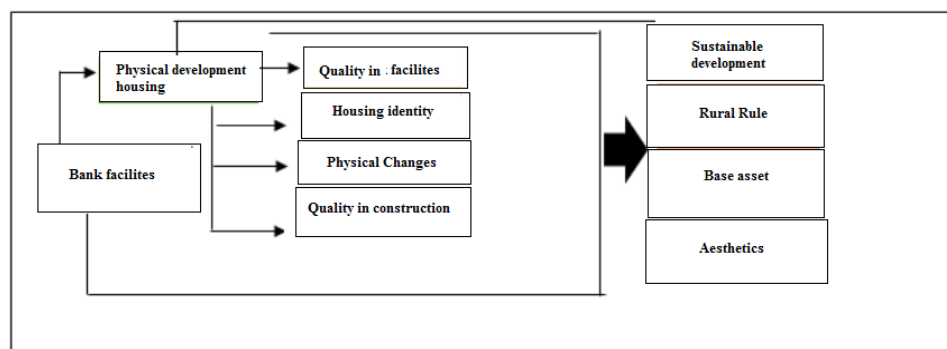 Physical development
housing
Bank facilites
Quality in facilites
Housing identity
Physical Changes
Quality in construction
Sustainable
development
Rural Rule
Base asset
Aesthetics